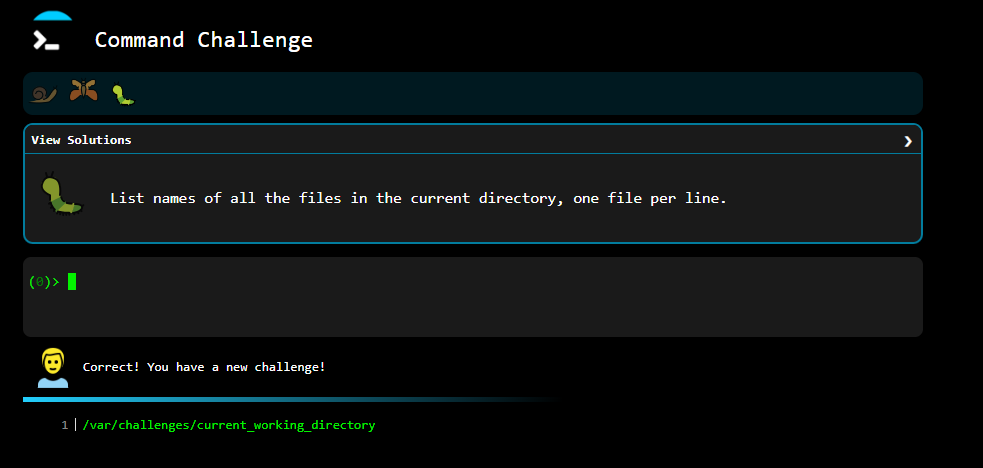 Command Challenge
View Solutions
List names of all the files in the current directory, one file per line.
(0)>
Correct! You have a new challenge!
1 /var/challenges/current_working_directory